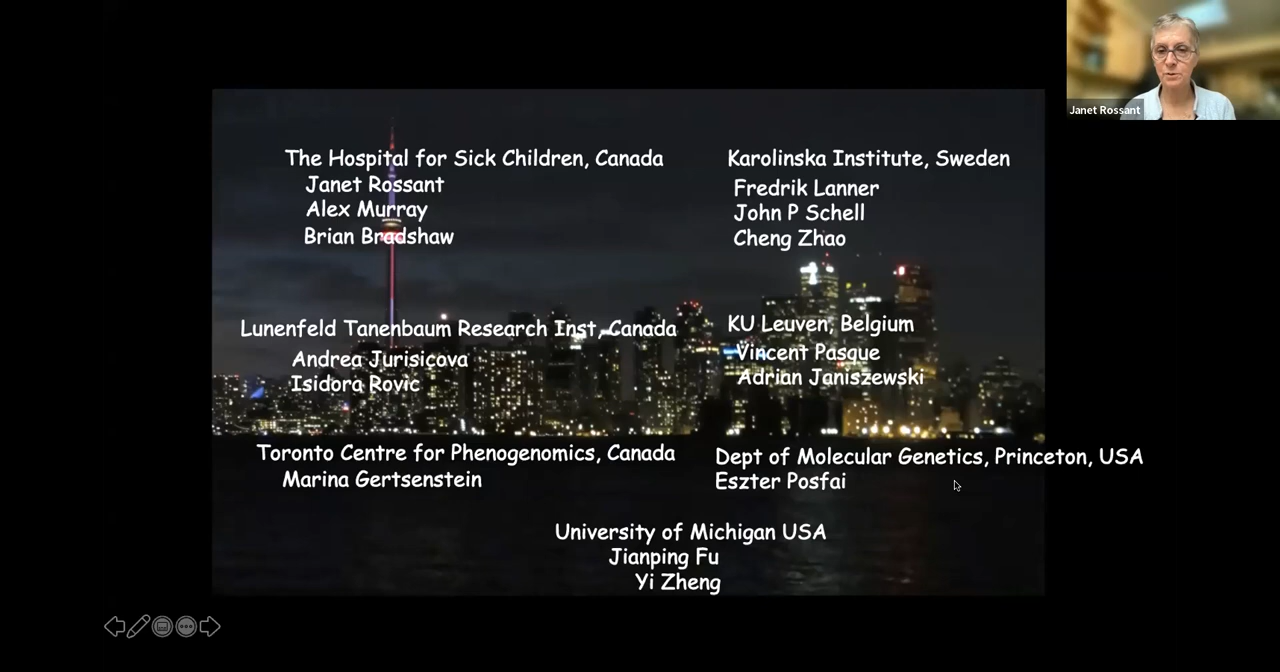 Janet Rossant
The Hospital for Sick Children, Canada
Janet Rossant
Alex Murray
Brian Bradshaw
Karolinska Institute, Sweden
Fredrik Lanner
John P Schell
Cheng Zhao
Lunenfeld Tanenbaum Research Inst, Canada
Andrea Jurisicova
Isidora Rovic
KU Leuven, Belgium
Vincent Pasque
Adrian Janiszewski
Toronto Centre for Phenogenomics, Canada
Marina Gertsenstein
Dept of Molecular Genetics, Princeton, USA
Eszter Posfai
University of Michigan USA
Jianping Fu
Yi Zheng